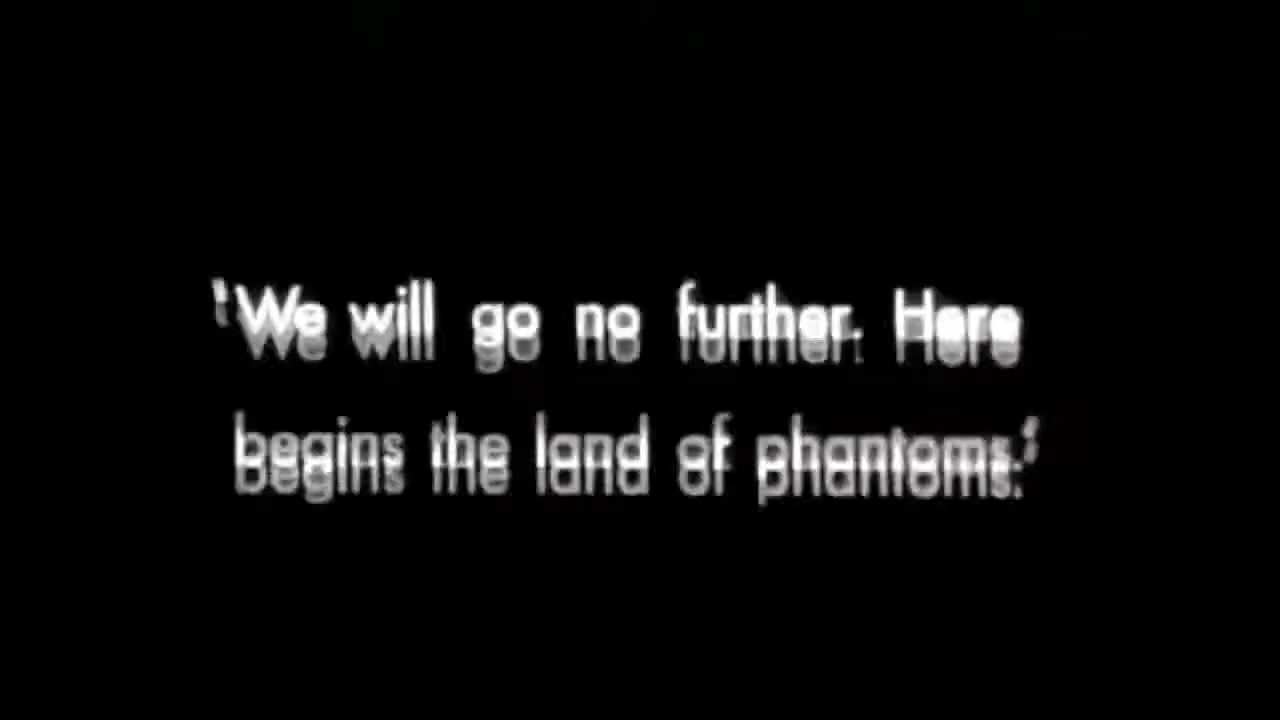 'We will go no further. Here
begins the land of phantoms.'